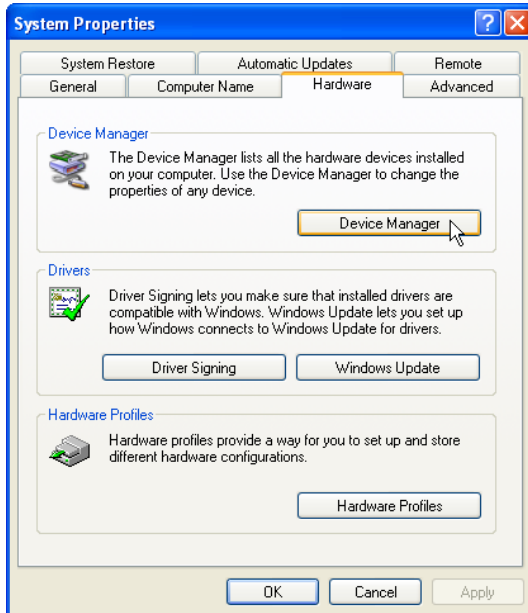 System Properties
System Restore Automatic Updates Remote
General Computer Name Hardware Advanced
Device Manager
The Device Manager lists all the hardware devices installed
on your computer. Use the Device Manager to change the
properties of any device.
Device Manager
Drivers
Driver Signing lets you make sure that installed drivers are
compatible with Windows. Windows Update lets you set up
how Windows connects to Windows Update for drivers.
Driver Signing Windows Update
Hardware Profiles
Hardware profiles provide a way for you to set up and store
different hardware configurations.
Hardware Profiles
OK Cancel Apply